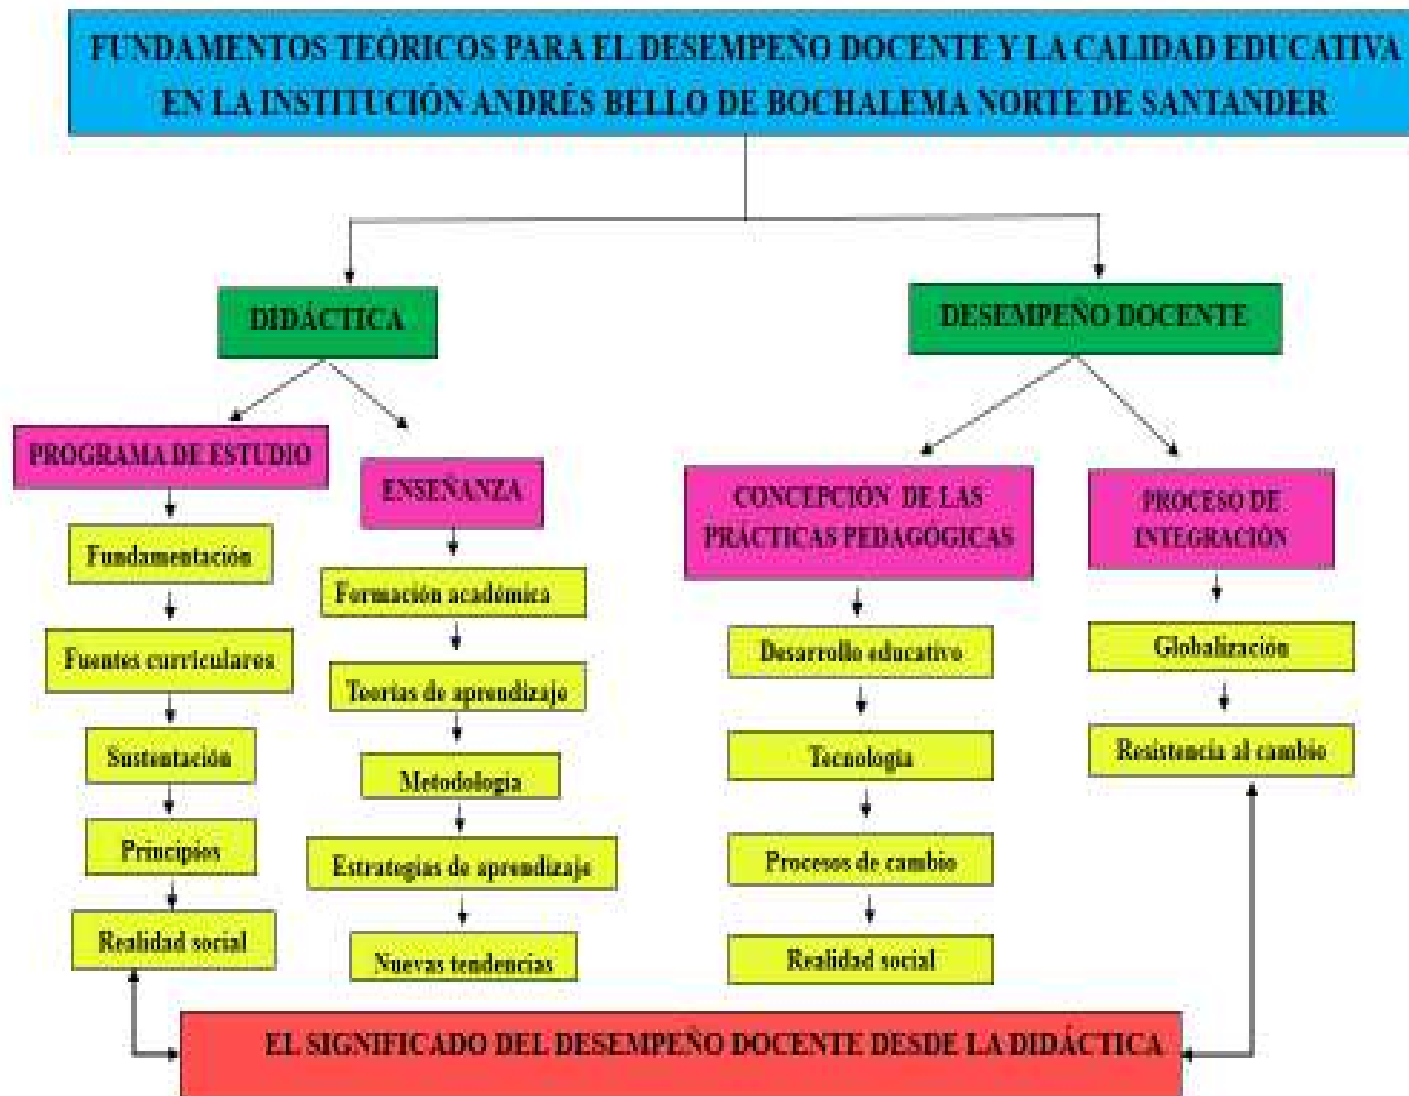 FUNDAMENTOS TEÓRICOS PARA EL DESEMPEÑO DOCENTE Y LA CALIDAD EDUCATIVA
EN LA INSTITUCIÓN ANDRÉS BELLO DE BOCHALEMA NORTE DE SANTANDER
DIDÁCTICA
PROGRAMA DE ESTUDIO
Fundamentación
Fuentes curriculares
Sustentación
Principios
Realidad social
ENSEÑANZA
Formación académica
Teorías de aprendizaje
Metodología
Estrategias de aprendizaje
Nuevas tendencias
DESEMPEÑO DOCENTE
CONCEPCIÓN DE LAS
PRÁCTICAS PEDAGÓGICAS
Desarrollo educativo
Tecnología
Procesos de cambio
Realidad social
PROCESO DE
INTEGRACIÓN
Globalización
Resistencia al cambio
EL SIGNIFICADO DEL DESEMPEÑO DOCENTE DESDE LA DIDÁCTICA